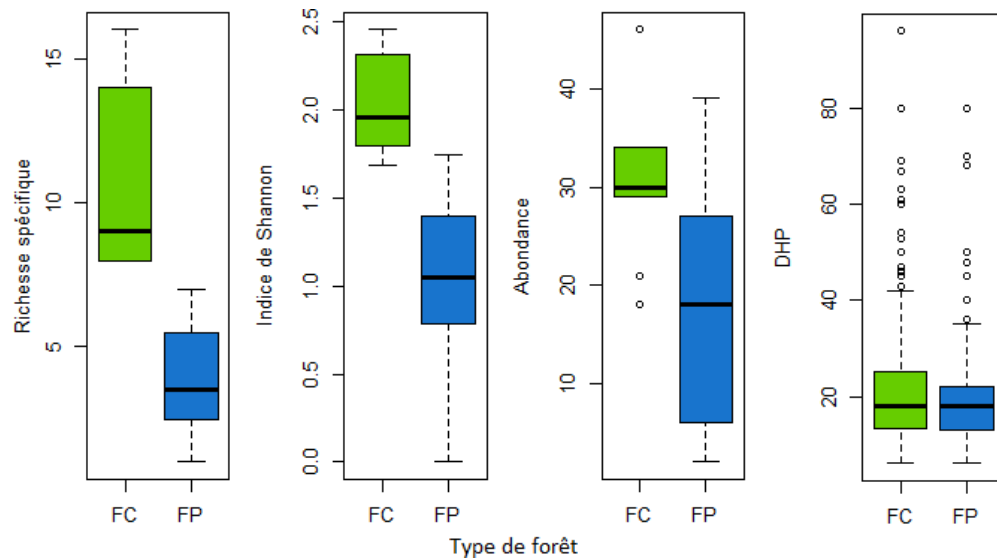 Richesse spécifique
5
10
15
FC FP
Indice de Shannon
0.0
0.5
1.0
1.5
2.0
2.5
FC FP
Abondance
10
20
30
40
FC FP
DHP
20
40
60
80
FC FP
Type de forêt